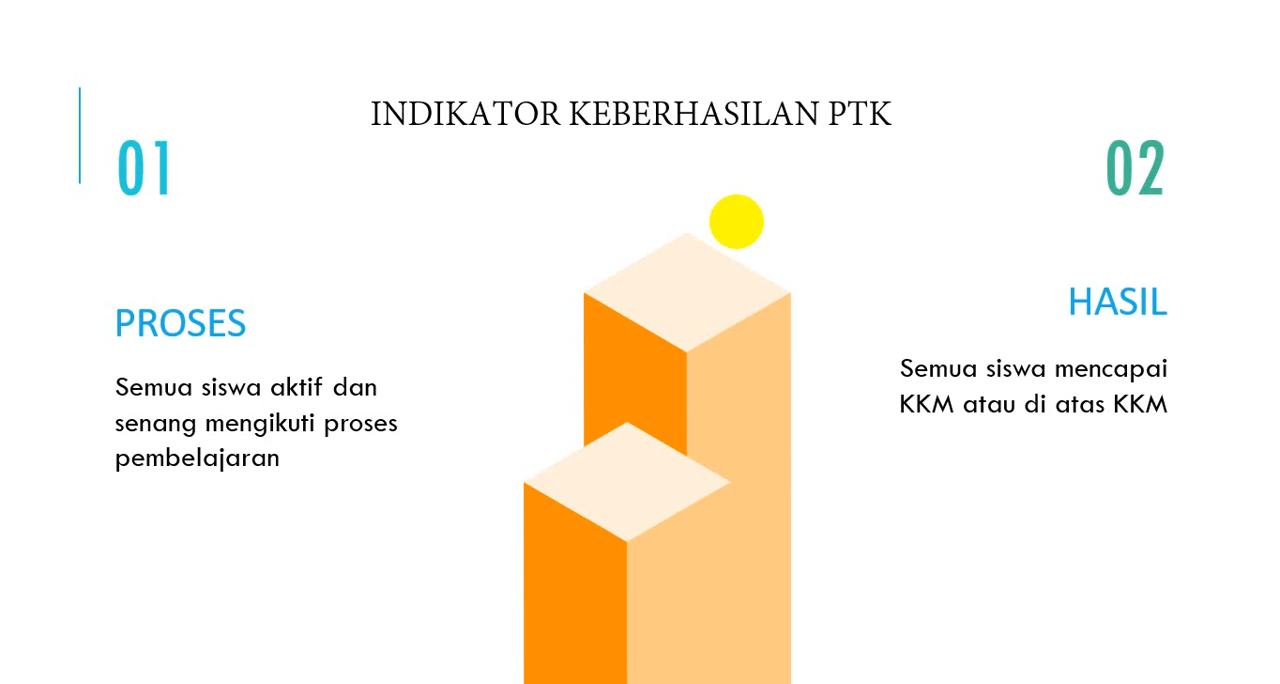 INDIKATOR KEBERHASILAN PTK
01
PROSES
Semua siswa aktif dan
senang mengikuti proses
pembelajaran
02
HASIL
Semua siswa mencapai
KKM atau di atas KKM